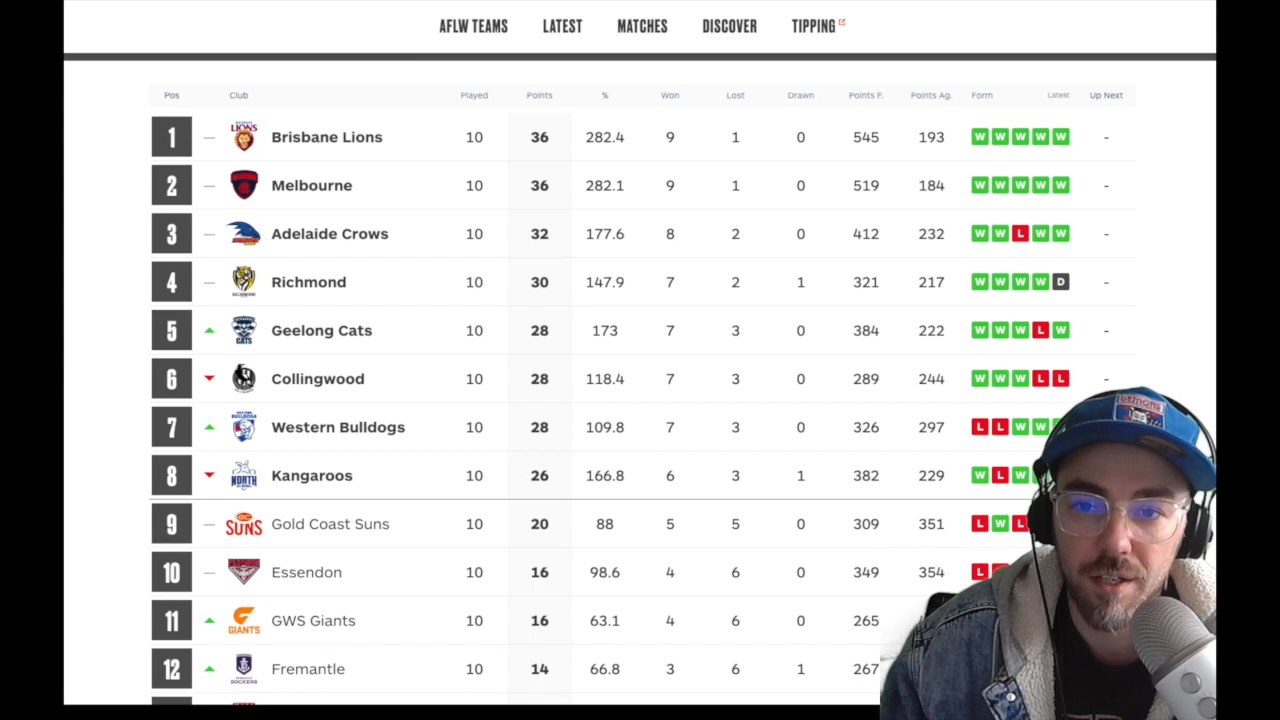 AFLW TEAMS LATEST MATCHES DISCOVER TIPPING
Pos Club Played Points % Won Lost Drawn Points F. Points Ag. Form Latest Up Next
1 — LIONS Brisbane Lions 10 36 282.4 9 1 0 545 193 W W W W W -
2 — Melbourne 10 36 282.1 9 1 0 519 184 W W W W W -
3 — Adelaide Crows 10 32 177.6 8 2 0 412 232 W W L W W -
4 — Richmond 10 30 147.9 7 2 1 321 217 W W W W D -
5 CATS Geelong Cats 10 28 173 7 3 0 384 222 W W W L W -
6 Collingwood 10 28 118.4 7 3 0 289 244 W W W L L -
7 Western Bulldogs 10 28 109.8 7 3 0 326 297 L L W W
8 NORTH Kangaroos 10 26 166.8 6 3 1 382 229 W L W
9 — SUNS Gold Coast Suns 10 20 88 5 5 0 309 351 L W L
10 — Essendon 10 16 98.6 4 6 0 349 354 L
11 GIANTS GWS Giants 10 16 63.1 4 6 0 265
12 DOCKERS Fremantle 10 14 66.8 3 6 1 267
DEMONS